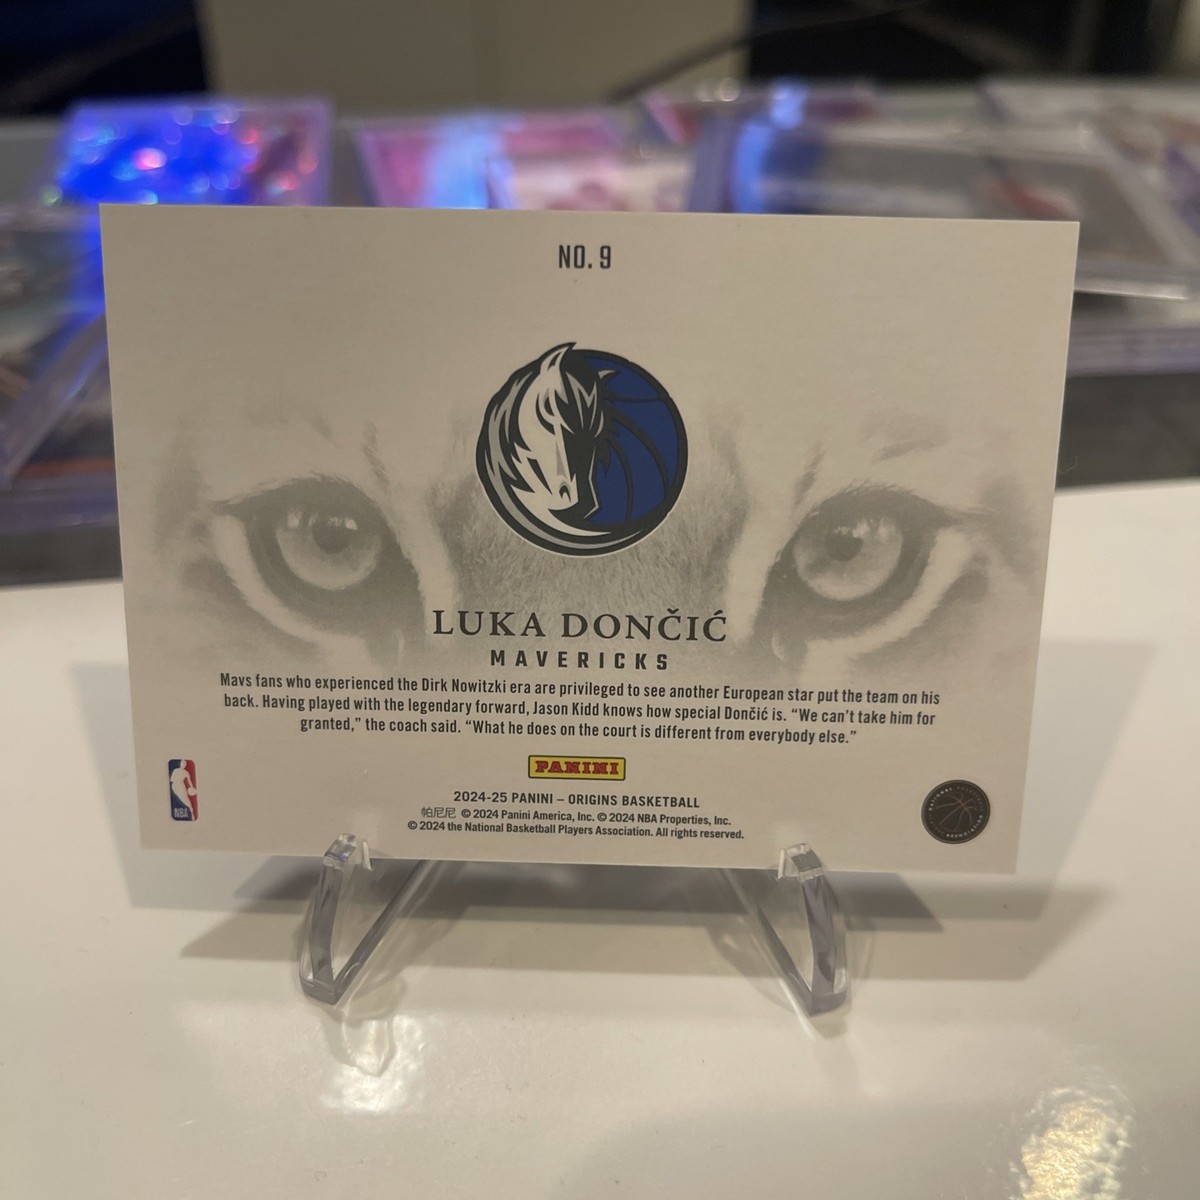 NO. 9
LUKA DONČIĆ
MAVERICKS
Mavs fans who experienced the Dirk Nowitzki era are privileged to see another European star put the team on his
back. Having played with the legendary forward, Jason Kidd knows how special Dončić is. “We can’t take him for
granted,” the coach said. “What he does on the court is different from everybody else.”
PANINI
2024-25 PANINI – ORIGINS BASKETBALL
帕尼尼 © 2024 Panini America, Inc. © 2024 NBA Properties, Inc.
© 2024 the National Basketball Players Association. All rights reserved.
NBA